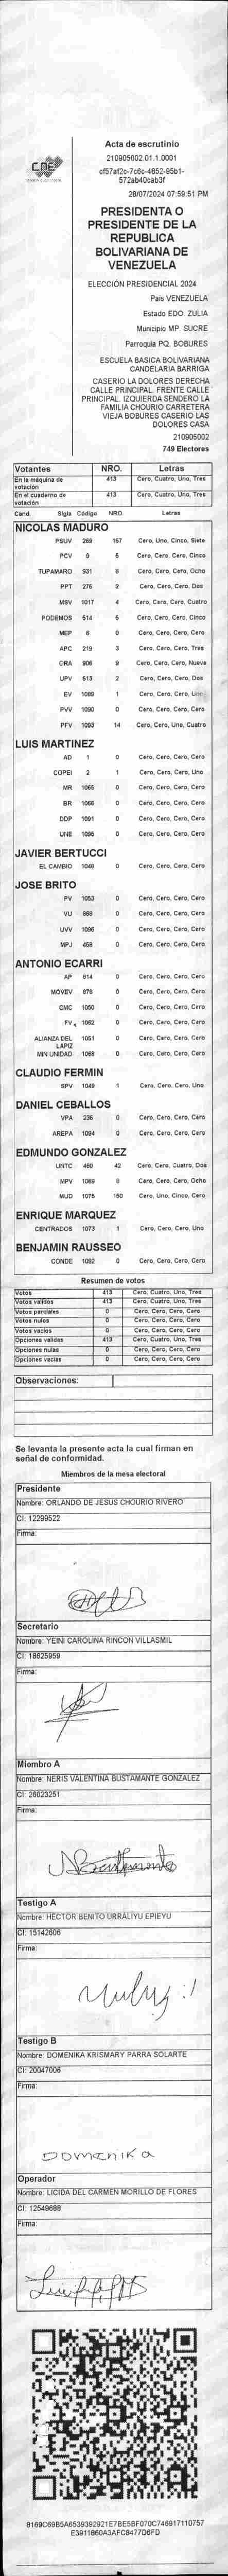 CNE
Acta de escrutinio
210905002.01.1.0001
cf57af2c-7c6c-4652-95b1-
572ab40cab3f
28/07/2024 07:59:51 PM
PRESIDENTA O
PRESIDENTE DE LA
REPUBLICA
BOLIVARIANA DE
VENEZUELA
ELECCIÓN PRESIDENCIAL 2024
País VENEZUELA
Estado EDO. ZULIA
Municipio MP. SUCRE
Parroquia PQ. BOBURES
ESCUELA BASICA BOLIVARIANA
CANDELARIA BARRIGA
CASERIO LA DOLORES DERECHA
CALLE PRINCIPAL. FRENTE CALLE
PRINCIPAL. IZQUIERDA SENDERO LA
FAMILIA CHOURIO CARRETERA
VIEJA BOBURES CASERIO LAS
DOLORES CASA
210905002
749 Electores
Votantes NRO. Letras
En la máquina de votación 413 Cero, Cuatro, Uno, Tres
En el cuaderno de votación 413 Cero, Cuatro, Uno, Tres
Cand. Sigla Código NRO. Letras
NICOLAS MADURO
PSUV 269 157 Cero, Uno, Cinco, Siete
PCV 9 5 Cero, Cero, Cero, Cinco
TUPAMARO 931 8 Cero, Cero, Cero, Ocho
PPT 276 2 Cero, Cero, Cero, Dos
MSV 1017 4 Cero, Cero, Cero, Cuatro
PODEMOS 514 5 Cero, Cero, Cero, Cinco
MEP 6 0 Cero, Cero, Cero, Cero
APC 219 3 Cero, Cero, Cero, Tres
ORA 906 9 Cero, Cero, Cero, Nueve
UPV 513 2 Cero, Cero, Cero, Dos
EV 1089 1 Cero, Cero, Cero, Uno
PVV 1090 0 Cero, Cero, Cero, Cero
PFV 1093 14 Cero, Cero, Uno, Cuatro
LUIS MARTINEZ
AD 1 0 Cero, Cero, Cero, Cero
COPEI 2 1 Cero, Cero, Cero, Uno
MR 1065 0 Cero, Cero, Cero, Cero
BR 1066 0 Cero, Cero, Cero, Cero
DDP 1091 0 Cero, Cero, Cero, Cero
UNE 1095 0 Cero, Cero, Cero, Cero
JAVIER BERTUCCI
EL CAMBIO 1048 0 Cero, Cero, Cero, Cero
JOSE BRITO
PV 1053 0 Cero, Cero, Cero, Cero
VU 868 0 Cero, Cero, Cero, Cero
UVV 1096 0 Cero, Cero, Cero, Cero
MPJ 458 0 Cero, Cero, Cero, Cero
ANTONIO ECARRI
AP 914 0 Cero, Cero, Cero, Cero
MOVEV 878 0 Cero, Cero, Cero, Cero
CMC 1050 0 Cero, Cero, Cero, Cero
FV 1062 0 Cero, Cero, Cero, Cero
ALIANZA DEL LAPIZ 1051 0 Cero, Cero, Cero, Cero
MIN UNIDAD 1068 0 Cero, Cero, Cero, Cero
CLAUDIO FERMIN
SPV 1049 1 Cero, Cero, Cero, Uno
DANIEL CEBALLOS
VPA 236 0 Cero, Cero, Cero, Cero
AREPA 1094 0 Cero, Cero, Cero, Cero
EDMUNDO GONZALEZ
UNTC 460 42 Cero, Cero, Cuatro, Dos
MPV 1069 8 Cero, Cero, Cero, Ocho
MUD 1075 150 Cero, Uno, Cinco, Cero
ENRIQUE MARQUEZ
CENTRADOS 1073 1 Cero, Cero, Cero, Uno
BENJAMIN RAUSSEO
CONDE 1092 0 Cero, Cero, Cero, Cero
Resumen de votos
Votos 413 Cero, Cuatro, Uno, Tres
Votos validos 413 Cero, Cuatro, Uno, Tres
Votos parciales 0 Cero, Cero, Cero, Cero
Votos nulos 0 Cero, Cero, Cero, Cero
Votos vacios 0 Cero, Cero, Cero, Cero
Opciones validas 413 Cero, Cuatro, Uno, Tres
Opciones nulas 0 Cero, Cero, Cero, Cero
Opciones vacias 0 Cero, Cero, Cero, Cero
Observaciones:
Se levanta la presente acta la cual firman en
señal de conformidad.
Miembros de la mesa electoral
Presidente
Nombre: ORLANDO DE JESUS CHOURIO RIVERO
CI: 12299522
Firma:
Secretario
Nombre: YEINI CAROLINA RINCON VILLASMIL
CI: 18625959
Firma:
Miembro A
Nombre: NERIS VALENTINA BUSTAMANTE GONZALEZ
CI: 26023251
Firma:
Testigo A
Nombre: HECTOR BENITO URRALIYU EPIEYU
CI: 15142606
Firma:
Testigo B
Nombre: DOMENIKA KRISMARY PARRA SOLARTE
CI: 20047006
Firma:
Domenika
Operador
Nombre: LICIDA DEL CARMEN MORILLO DE FLORES
CI: 12549688
Firma:
8169C69B5A6539392921E7BE5BF070C746917110757
E3911860A3AFC8477D6FD